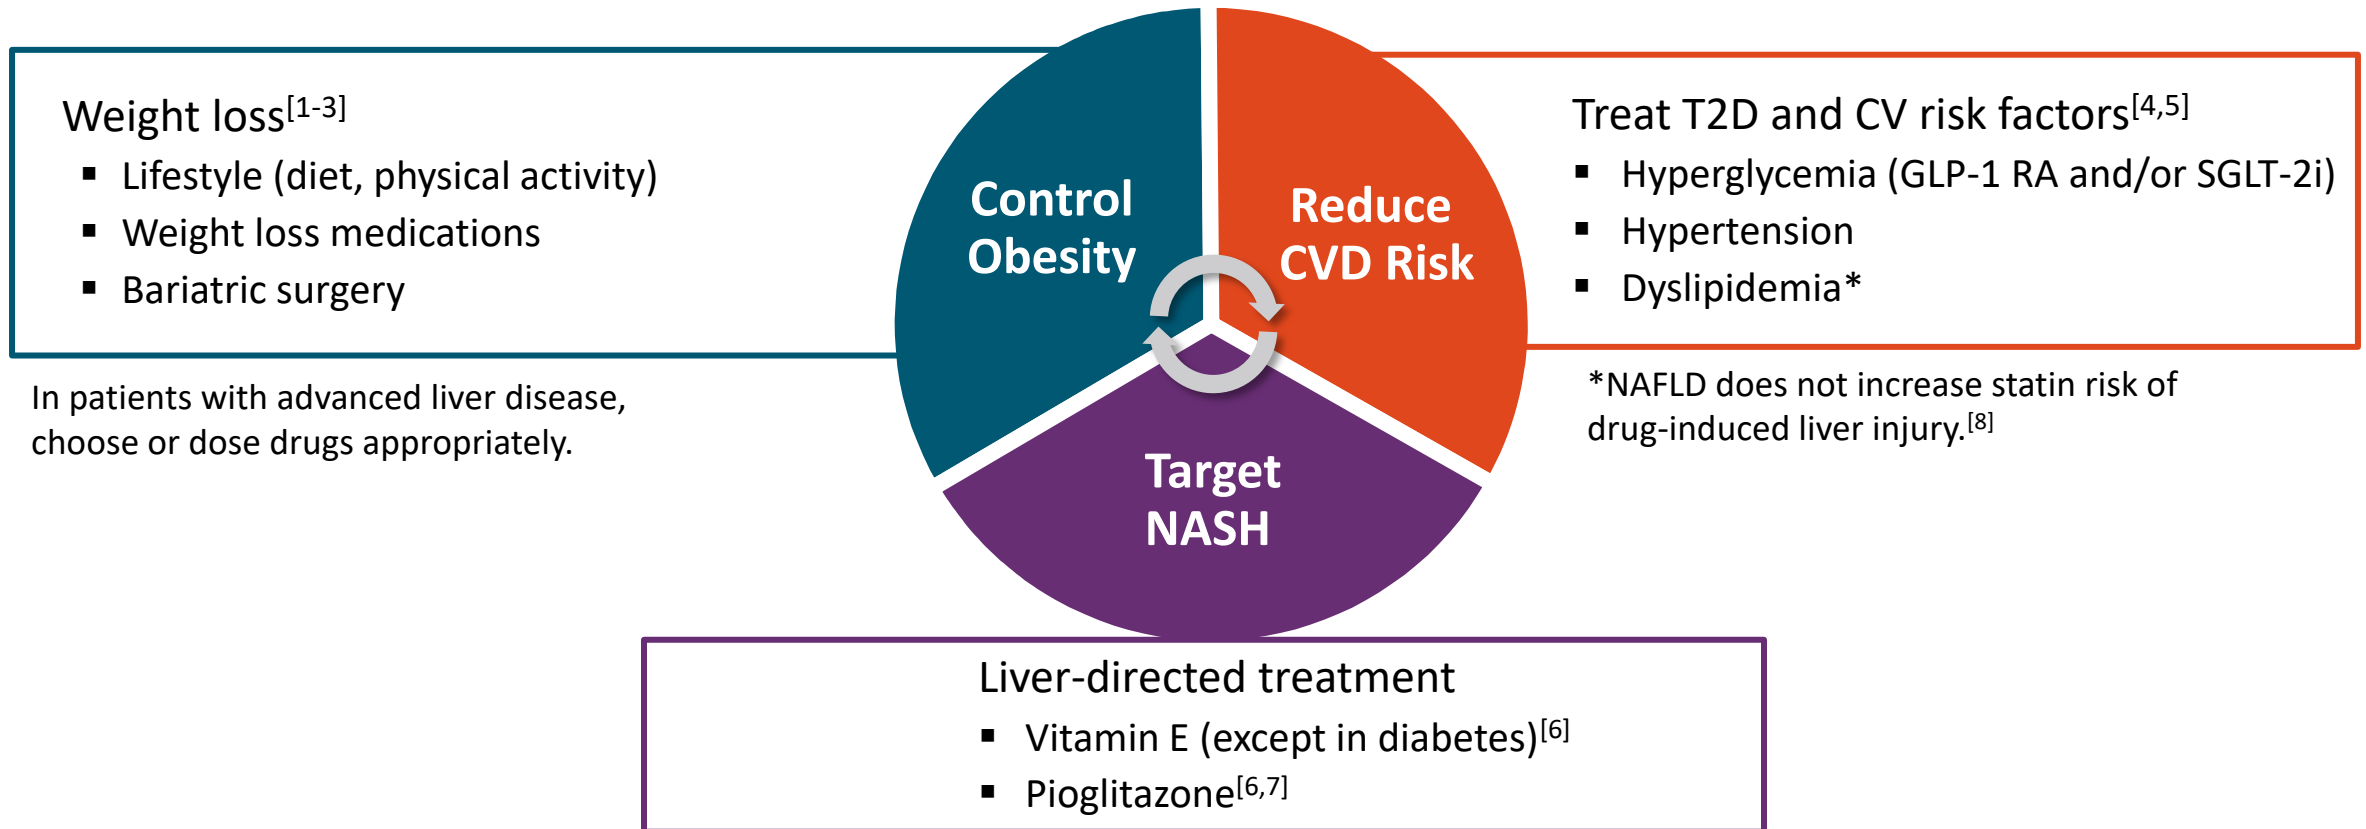 Weight loss[1-3]
▪ Lifestyle (diet, physical activity)
▪ Weight loss medications
▪ Bariatric surgery
In patients with advanced liver disease,
choose or dose drugs appropriately.
Control
Obesity
Reduce
CVD Risk
Target
NASH
Treat T2D and CV risk factors[4,5]
▪ Hyperglycemia (GLP-1 RA and/or SGLT-2i)
▪ Hypertension
▪ Dyslipidemia*
*NAFLD does not increase statin risk of
drug-induced liver injury.[8]
Liver-directed treatment
▪ Vitamin E (except in diabetes)[6]
▪ Pioglitazone[6,7]